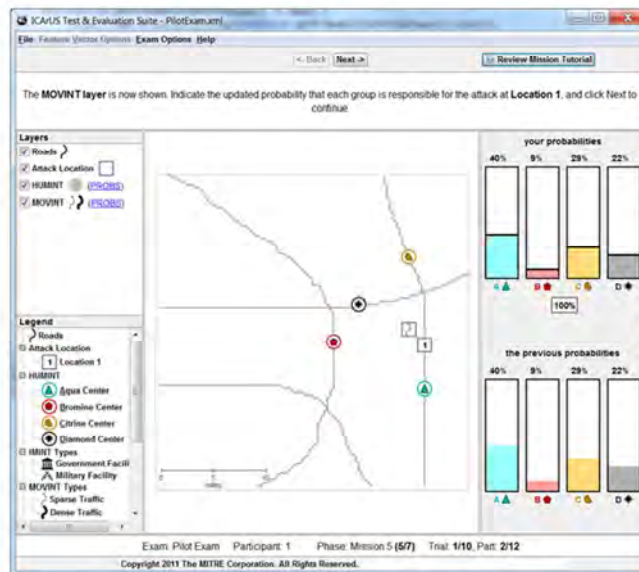 ICArUS Test & Evaluation Suite - PilotExam.xml
File Feature Vector Options Exam Options Help
<- Back Next -> Review Mission Tutorial
The MOVINT layer is now shown. Indicate the updated probability that each group is responsible for the attack at Location 1, and click Next to
continue
Layers
Roads
Attack Location
HUMINT (PROBS)
MOVINT (PROBS)
Legend
Roads
Attack Location
1 Location 1
HUMINT
Aqua Center
Bromine Center
Citrine Center
Diamond Center
IMINT Types
Government Facili
Military Facility
MOVINT Types
Sparse Traffic
Dense Traffic
1
your probabilities
40% 9% 29% 22%
A B C D
100%
the previous probabilities
40% 9% 29% 22%
A B C D
Exam: Pilot Exam Participant: 1 Phase: Mission 5 (5/7) Trial: 1/10, Part: 2/12
Copyright 2011 The MITRE Corporation. All Rights Reserved.